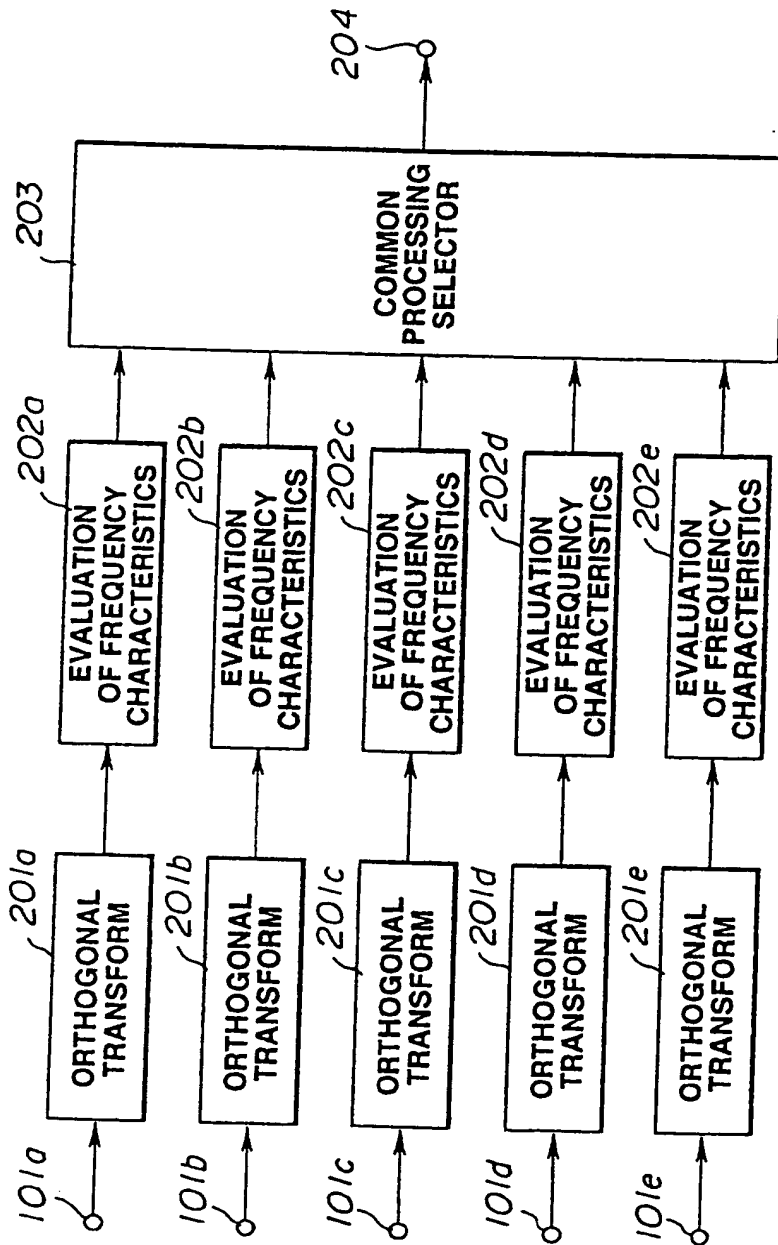 101a
201a
ORTHOGONAL
TRANSFORM
202a
EVALUATION
OF FREQUENCY
CHARACTERISTICS
101b
201b
ORTHOGONAL
TRANSFORM
202b
EVALUATION
OF FREQUENCY
CHARACTERISTICS
101c
201c
ORTHOGONAL
TRANSFORM
202c
EVALUATION
OF FREQUENCY
CHARACTERISTICS
101d
201d
ORTHOGONAL
TRANSFORM
202d
EVALUATION
OF FREQUENCY
CHARACTERISTICS
101e
201e
ORTHOGONAL
TRANSFORM
202e
EVALUATION
OF FREQUENCY
CHARACTERISTICS
203
COMMON
PROCESSING
SELECTOR
204